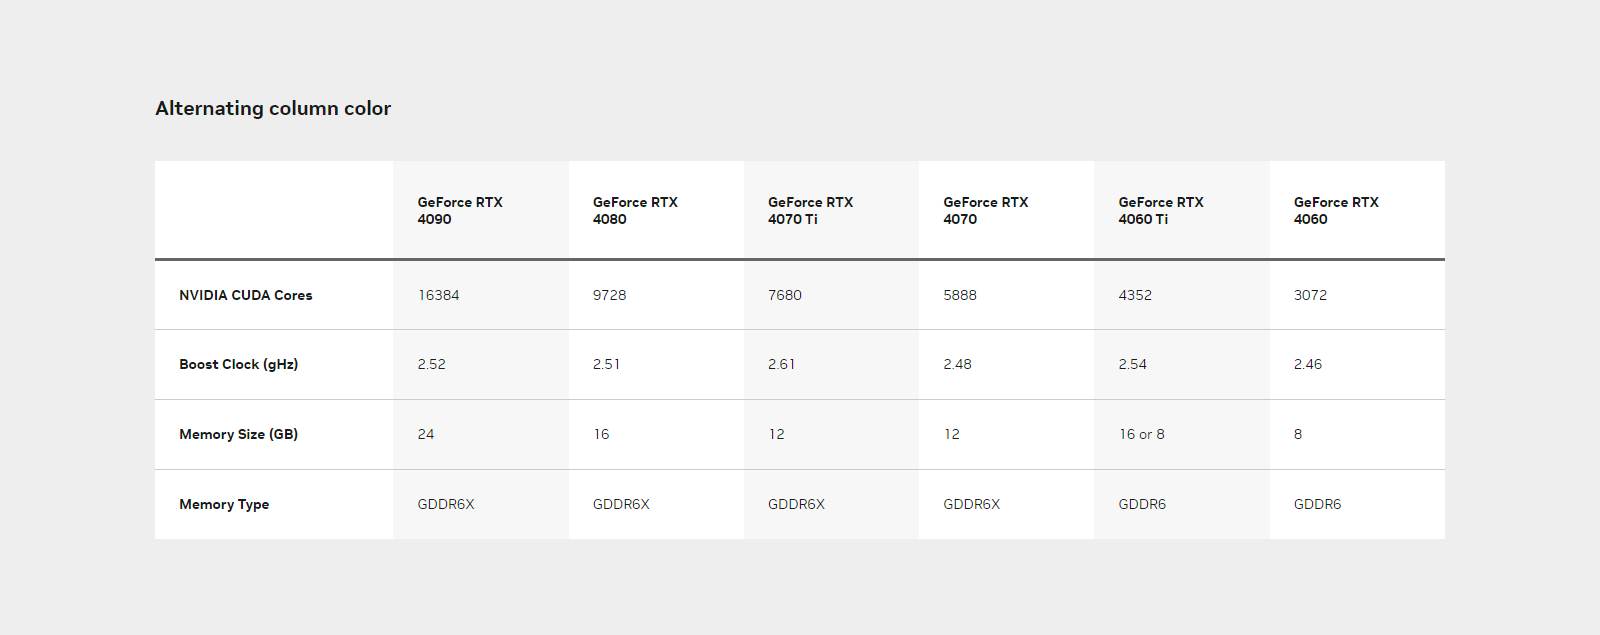 Alternating column color
GeForce RTX 4090 GeForce RTX 4080 GeForce RTX 4070 Ti GeForce RTX 4070 GeForce RTX 4060 Ti GeForce RTX 4060
NVIDIA CUDA Cores 16384 9728 7680 5888 4352 3072
Boost Clock (gHz) 2.52 2.51 2.61 2.48 2.54 2.46
Memory Size (GB) 24 16 12 12 16 or 8 8
Memory Type GDDR6X GDDR6X GDDR6X GDDR6X GDDR6 GDDR6